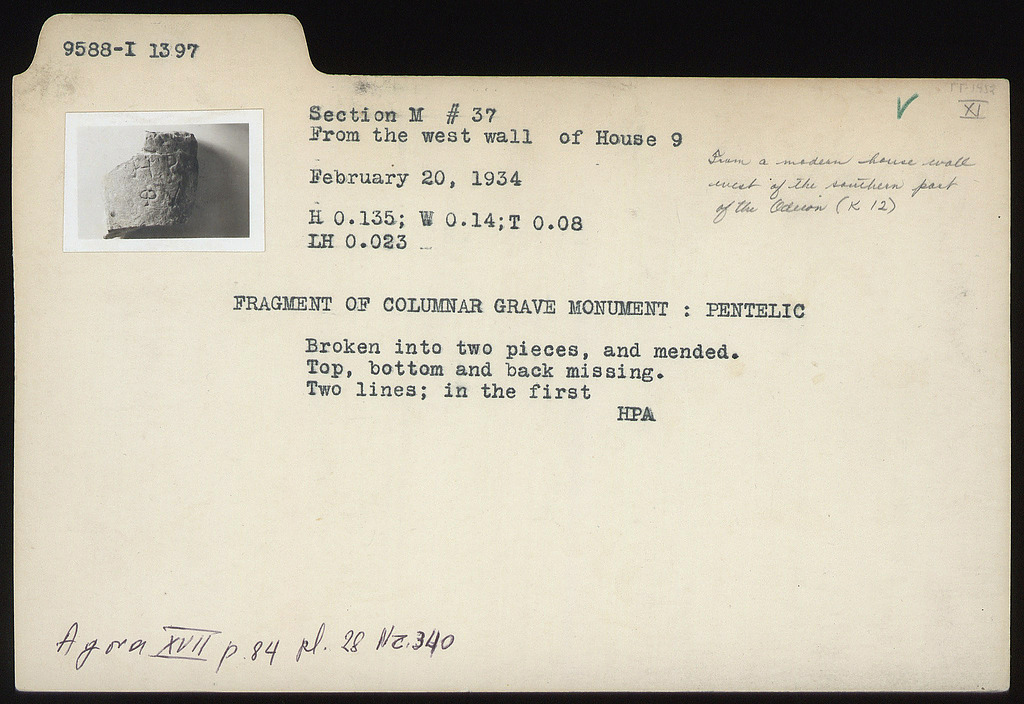 9588-I 1397
XI
Section M # 37
From the west wall of House 9
From a modern house wall
west of the southern part
of the Odeion (K 12)
February 20, 1934
H 0.135; W 0.14;T 0.08
LH 0.023
FRAGMENT OF COLUMNAR GRAVE MONUMENT : PENTELIC
Broken into two pieces, and mended.
Top, bottom and back missing.
Two lines; in the first
HPA
Agora XVII p.84 pl. 28 No.340